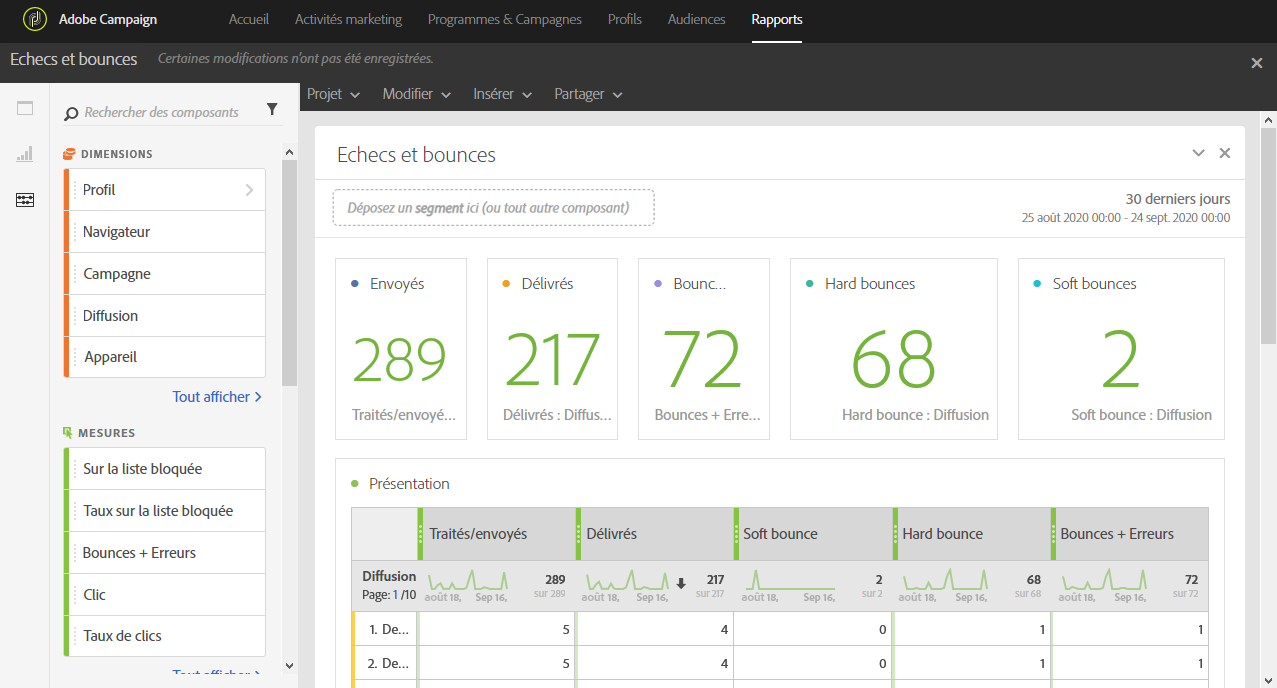 Adobe Campaign Accueil Activités marketing Programmes & Campagnes Profils Audiences Rapports
Echecs et bounces Certaines modifications n'ont pas été enregistrées.
Projet Modifier Insérer Partager
Rechercher des composants
DIMENSIONS
Profil
Navigateur
Campagne
Diffusion
Appareil
Tout afficher
MESURES
Sur la liste bloquée
Taux sur la liste bloquée
Bounces + Erreurs
Clic
Taux de clics
Tout afficher
Echecs et bounces
Déposez un segment ici (ou tout autre composant)
30 derniers jours
25 août 2020 00:00 - 24 sept. 2020 00:00
Envoyés
289
Traités/envoyé...
Délivrés
217
Délivrés : Diffus...
Bounc...
72
Bounces + Erre...
Hard bounces
68
Hard bounce : Diffusion
Soft bounces
2
Soft bounce : Diffusion
Présentation
Traités/envoyés Délivrés Soft bounce Hard bounce Bounces + Erreurs
Diffusion 289 217 2 68 72
Page: 1 /10 août 18, Sep 16, sur 289 août 18, Sep 16, sur 217 août 18, Sep 16, sur 2 août 18, Sep 16, sur 68 août 18, Sep 16, sur 72
1. De... 5 4 0 1 1
2. De... 5 4 0 1 1